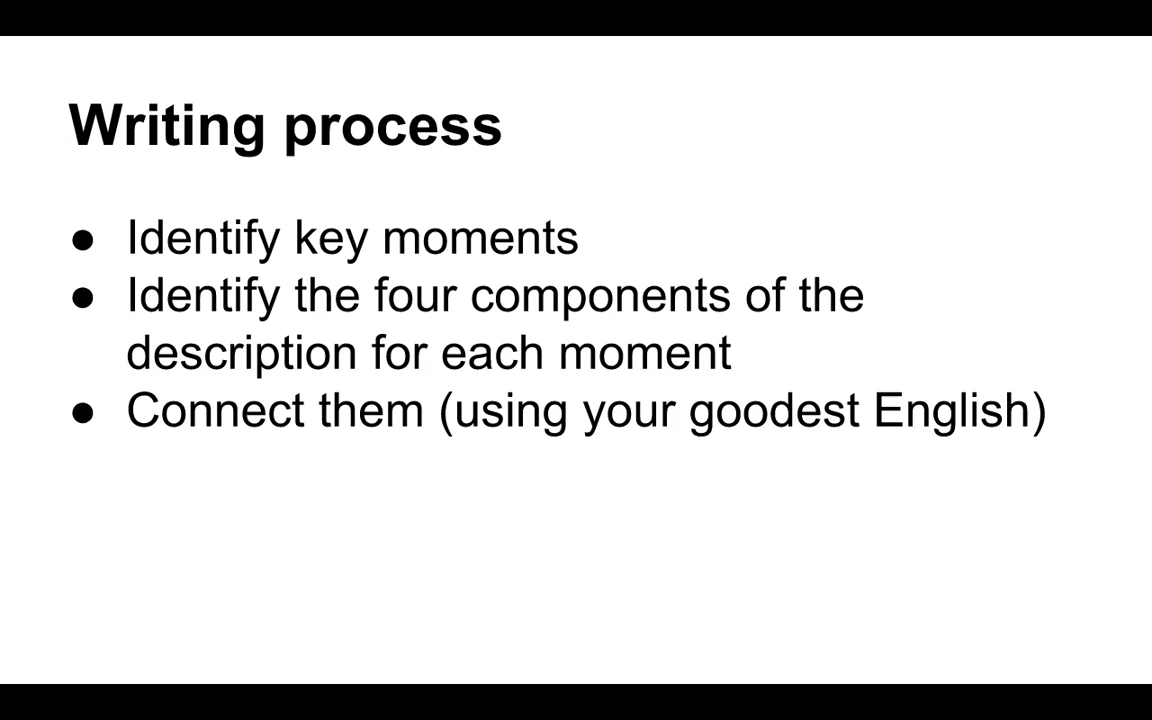 Writing process
● Identify key moments
● Identify the four components of the
description for each moment
● Connect them (using your goodest English)